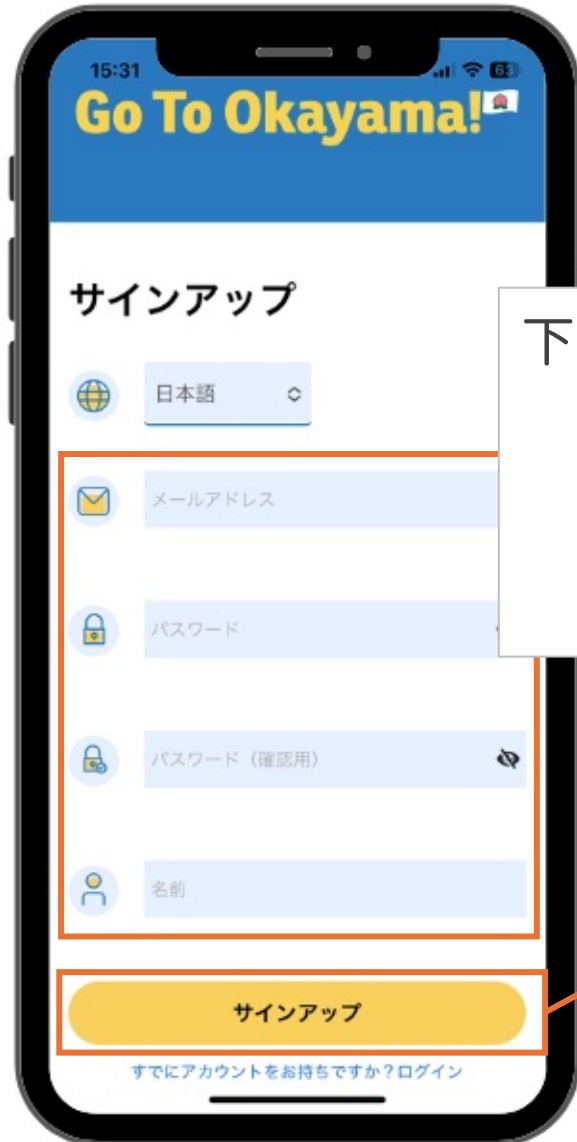 15:31
63
Go To Okayama!
サインアップ
下
日本語
メールアドレス
パスワード
パスワード（確認用）
名前
サインアップ
すでにアカウントをお持ちですか？ログイン